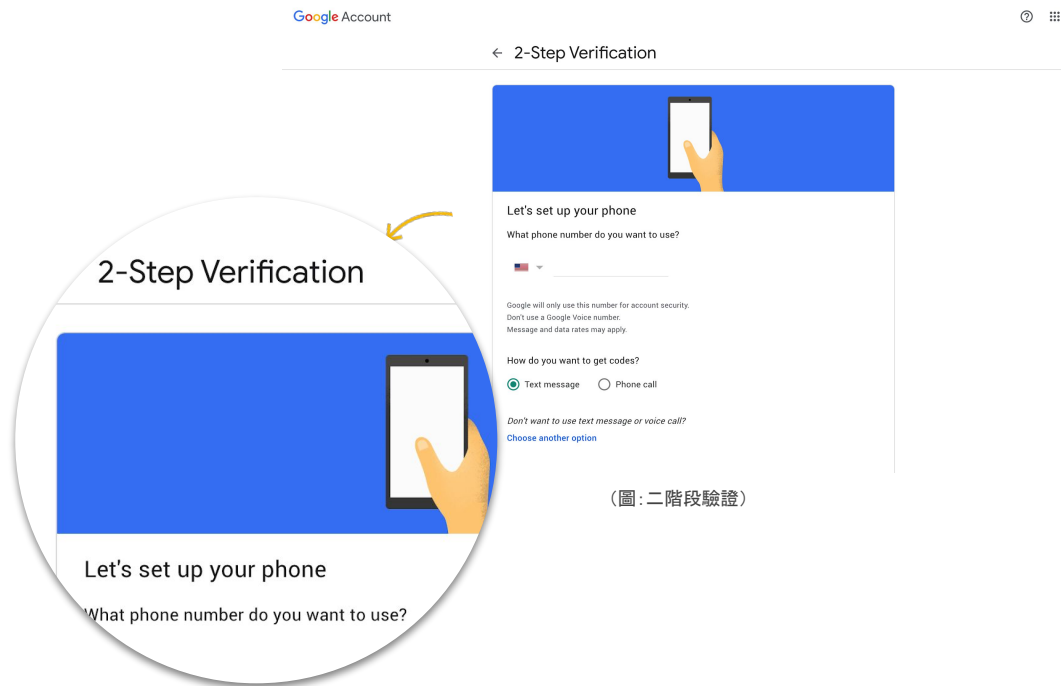 Google Account
← 2-Step Verification
Let's set up your phone
What phone number do you want to use?
Google will only use this number for account security.
Don't use a Google Voice number.
Message and data rates may apply.
How do you want to get codes?
Text message Phone call
Don't want to use text message or voice call?
Choose another option
(圖:二階段驗證)
2-Step Verification
Let's set up your phone
What phone number do you want to use?